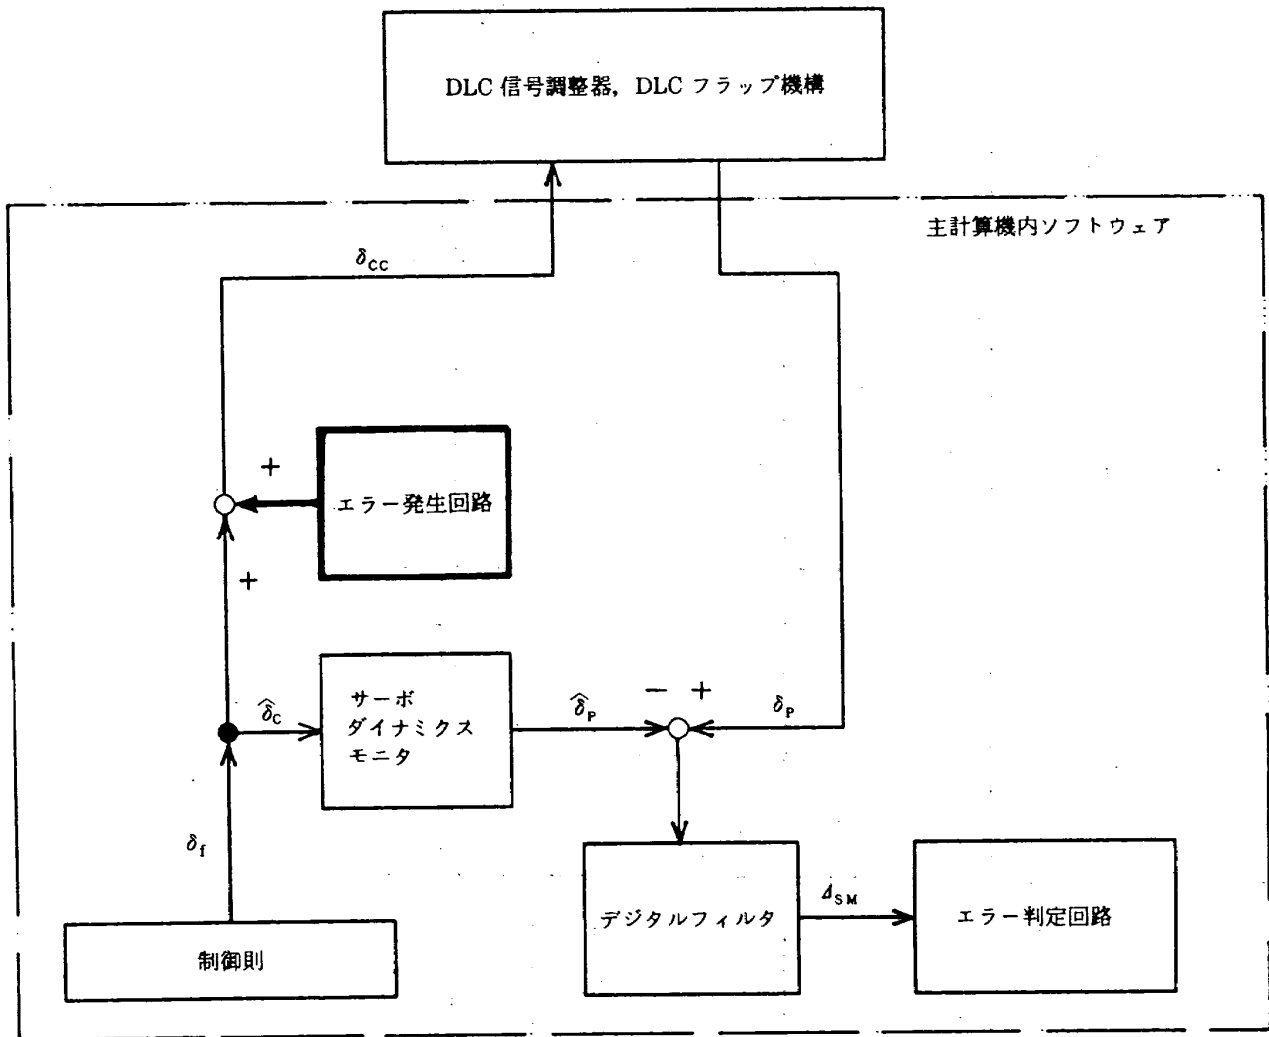 DLC 信号調整器, DLC フラップ機構
主計算機内ソフトウェア
δCC
+
エラー発生回路
+
δ̂C
サーボ
ダイナミクス
モニタ
δ̂P
− +
δP
δf
制御則
デジタルフィルタ
ΔSM
エラー判定回路